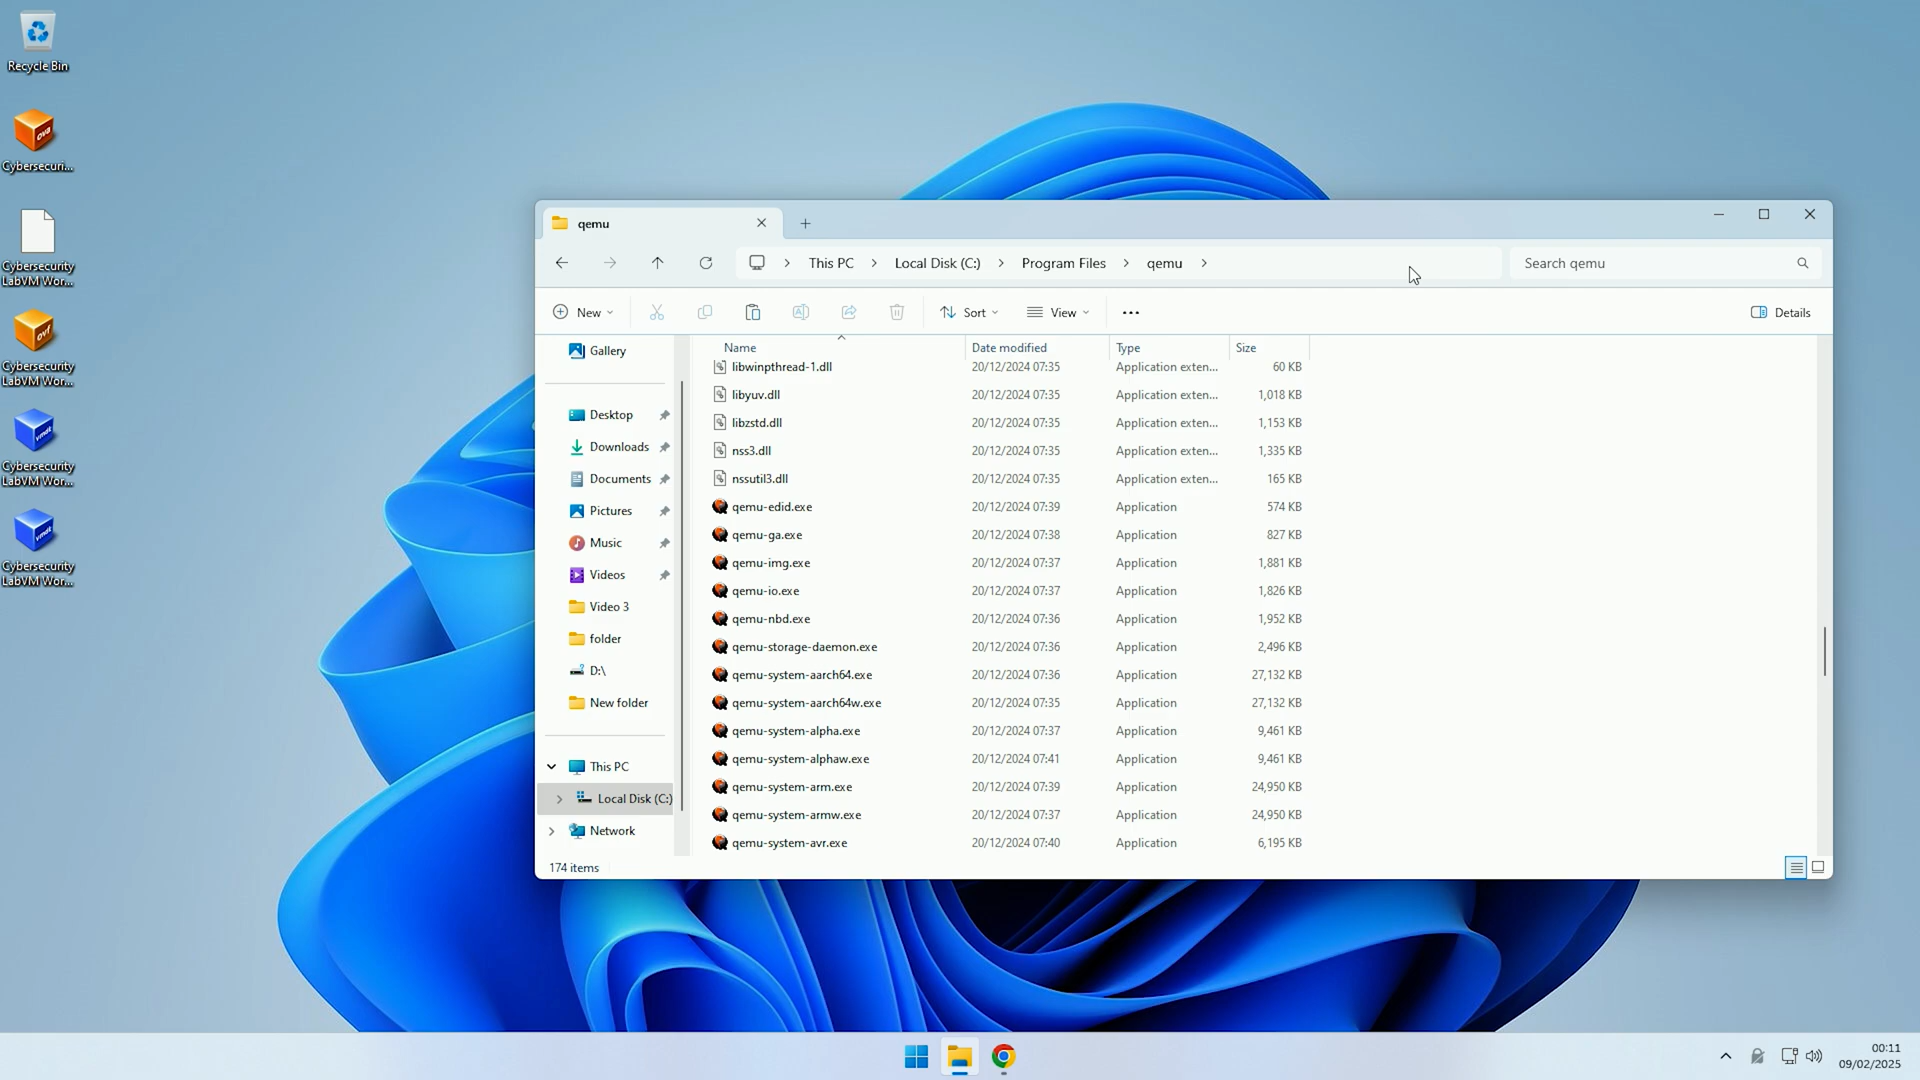 Recycle Bin
ova
Cybersecuri...
Cybersecurity
LabVM Wor...
ovf
Cybersecurity
LabVM Wor...
vmdk
Cybersecurity
LabVM Wor...
vmdk
Cybersecurity
LabVM Wor...
qemu
This PC > Local Disk (C:) > Program Files > qemu >
Search qemu
New
Sort
View
Details
Gallery
Desktop
Downloads
Documents
Pictures
Music
Videos
Video 3
folder
D:\
New folder
This PC
Local Disk (C:)
Network
Name Date modified Type Size
libwinpthread-1.dll 20/12/2024 07:35 Application exten... 60 KB
libyuv.dll 20/12/2024 07:35 Application exten... 1,018 KB
libzstd.dll 20/12/2024 07:35 Application exten... 1,153 KB
nss3.dll 20/12/2024 07:35 Application exten... 1,335 KB
nssutil3.dll 20/12/2024 07:35 Application exten... 165 KB
qemu-edid.exe 20/12/2024 07:39 Application 574 KB
qemu-ga.exe 20/12/2024 07:38 Application 827 KB
qemu-img.exe 20/12/2024 07:37 Application 1,881 KB
qemu-io.exe 20/12/2024 07:37 Application 1,826 KB
qemu-nbd.exe 20/12/2024 07:36 Application 1,952 KB
qemu-storage-daemon.exe 20/12/2024 07:36 Application 2,496 KB
qemu-system-aarch64.exe 20/12/2024 07:36 Application 27,132 KB
qemu-system-aarch64w.exe 20/12/2024 07:35 Application 27,132 KB
qemu-system-alpha.exe 20/12/2024 07:37 Application 9,461 KB
qemu-system-alphaw.exe 20/12/2024 07:41 Application 9,461 KB
qemu-system-arm.exe 20/12/2024 07:39 Application 24,950 KB
qemu-system-armw.exe 20/12/2024 07:37 Application 24,950 KB
qemu-system-avr.exe 20/12/2024 07:40 Application 6,195 KB
174 items
00:11
09/02/2025